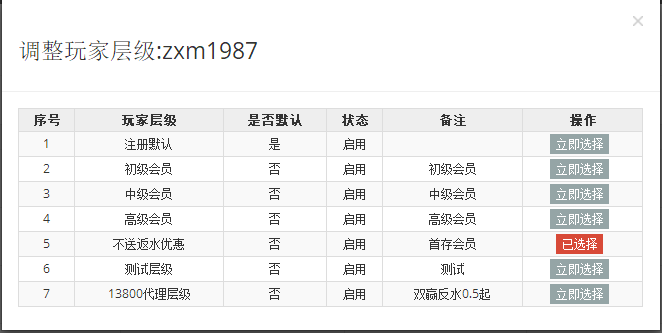 ×
调整玩家层级:zxm1987
序号 玩家层级 是否默认 状态 备注 操作
1 注册默认 是 启用 立即选择
2 初级会员 否 启用 初级会员 立即选择
3 中级会员 否 启用 中级会员 立即选择
4 高级会员 否 启用 高级会员 立即选择
5 不送返水优惠 否 启用 首存会员 已选择
6 测试层级 否 启用 测试 立即选择
7 13800代理层级 否 启用 双赢反水0.5起 立即选择